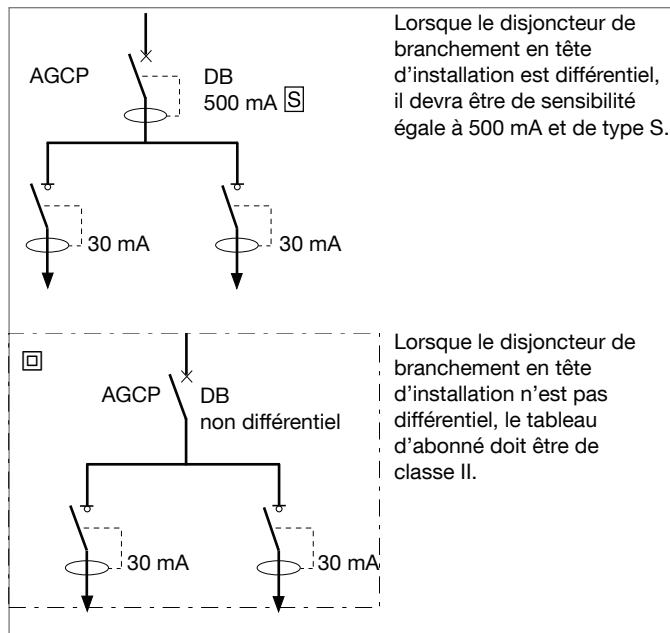 AGCP
DB
500 mA S
30 mA
30 mA
Lorsque le disjoncteur de
branchement en tête
d'installation est différentiel,
il devra être de sensibilité
égale à 500 mA et de type S.
AGCP
DB
non différentiel
30 mA
30 mA
Lorsque le disjoncteur de
branchement en tête
d'installation n'est pas
différentiel, le tableau
d'abonné doit être de
classe II.